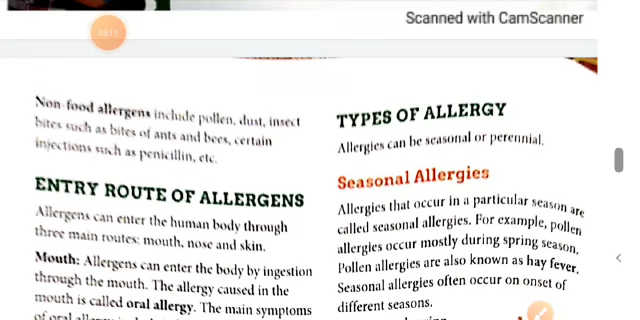 Scanned with CamScanner
03:11
Non-food allergens include pollen, dust, insect
bites such as bites of ants and bees, certain
injections such as penicillin, etc.
ENTRY ROUTE OF ALLERGENS
Allergens can enter the human body through
three main routes: mouth, nose and skin.
Mouth: Allergens can enter the body by ingestion
through the mouth. The allergy caused in the
mouth is called oral allergy. The main symptoms
TYPES OF ALLERGY
Allergies can be seasonal or perennial.
Seasonal Allergies
Allergies that occur in a particular season are
called seasonal allergies. For example, pollen
allergies occur mostly during spring season.
Pollen allergies are also known as hay fever.
Seasonal allergies often occur on onset of
different seasons.